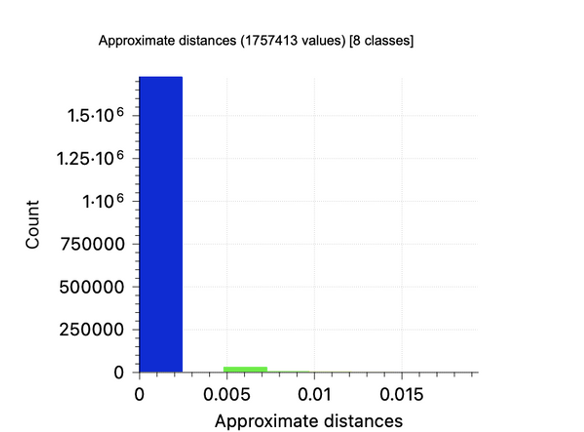 Approximate distances (1757413 values) [8 classes]
Count
1.5·10⁶
1.25·10⁶
1·10⁶
750000
500000
250000
0
0 0.005 0.01 0.015
Approximate distances